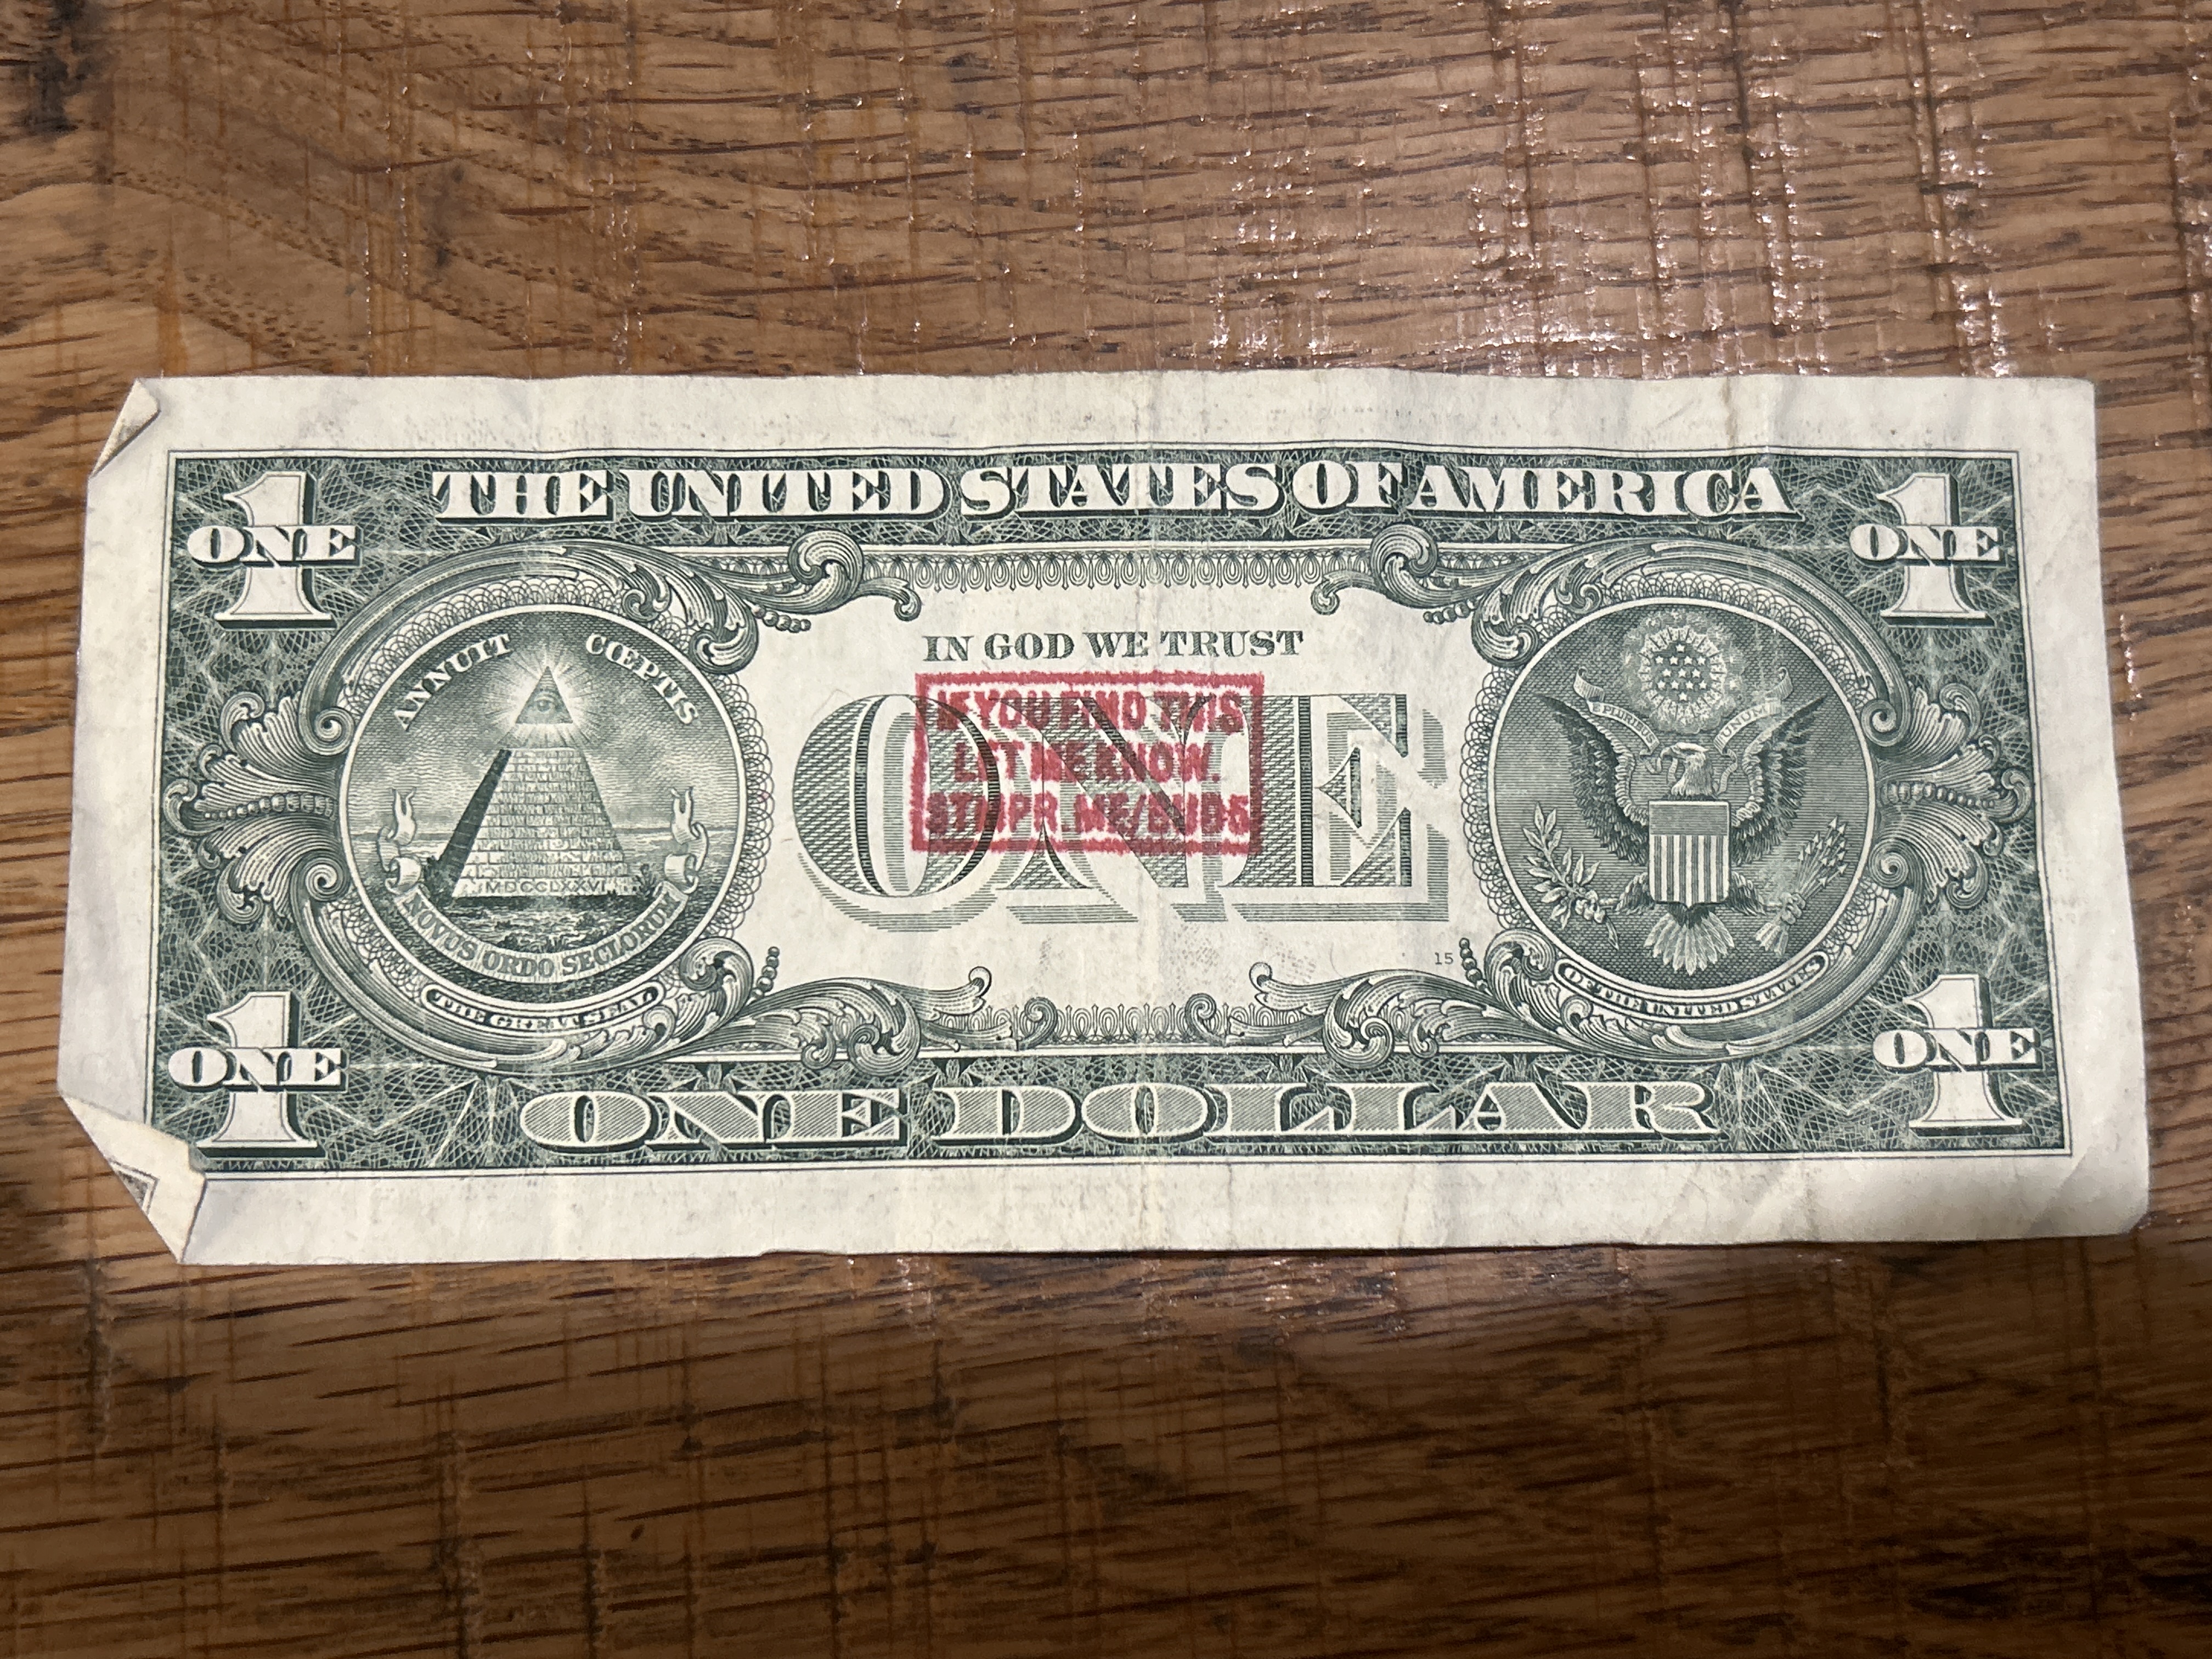 THE UNITED STATES OF AMERICA
1
ONE
1
ONE
ANNUIT CŒPTIS
MDCCLXXVI
NOVUS ORDO SECLORUM
THE GREAT SEAL
IN GOD WE TRUST
ONE
IF YOU FIND THIS
LET ME KNOW.
E PLURIBUS UNUM
OF THE UNITED STATES
15
1
ONE
1
ONE
ONE DOLLAR